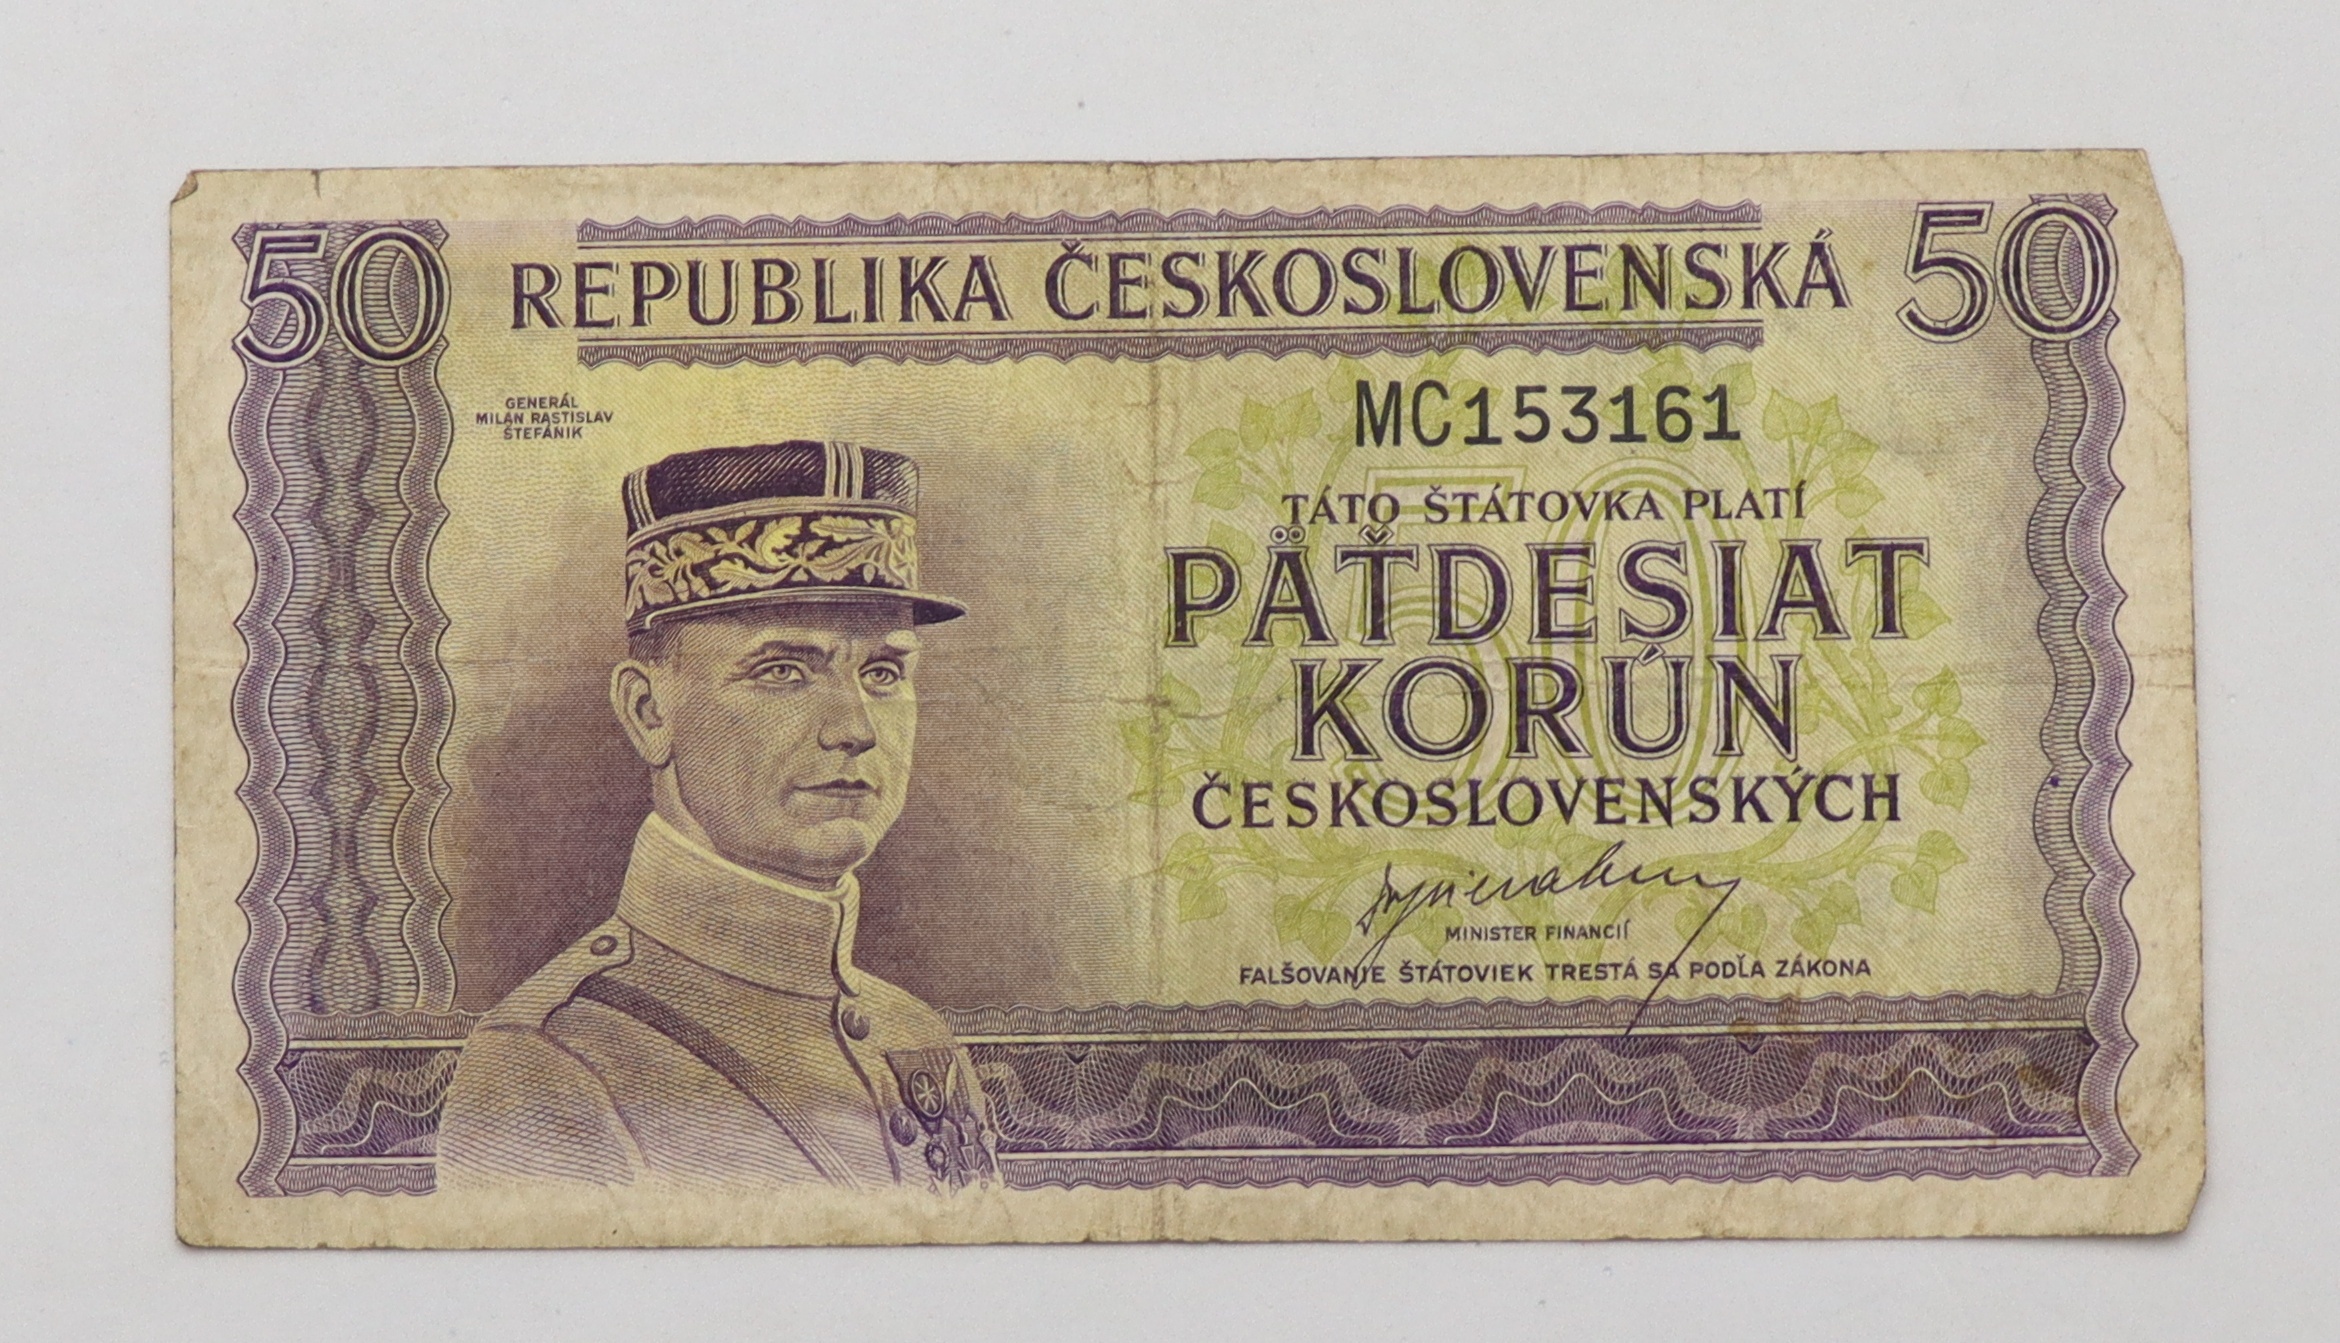 50 REPUBLIKA ČESKOSLOVENSKÁ 50
GENERÁL
MILAN RASTISLAV
ŠTEFÁNIK
MC153161
TÁTO ŠTÁTOVKA PLATÍ
PÄŤDESIAT
KORÚN
ČESKOSLOVENSKÝCH
MINISTER FINANCIÍ
FALŠOVANIE ŠTÁTOVIEK TRESTÁ SA PODĽA ZÁKONA